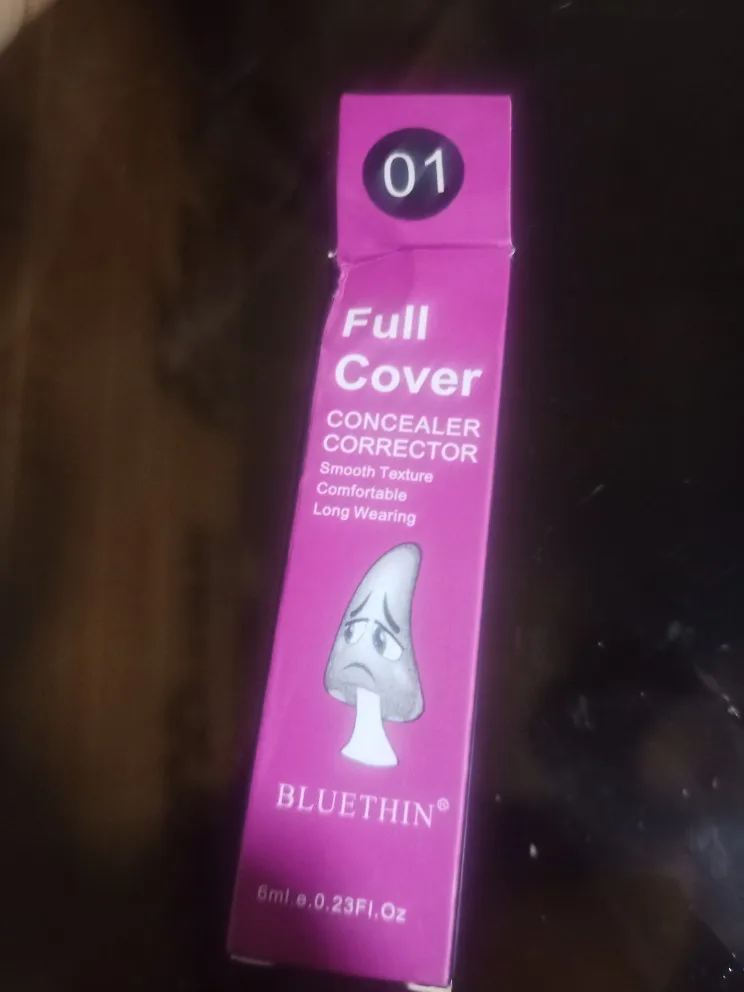 01
Full
Cover
CONCEALER
CORRECTOR
Smooth Texture
Comfortable
Long Wearing
BLUETHIN®
6ml.e.0.23Fl.Oz